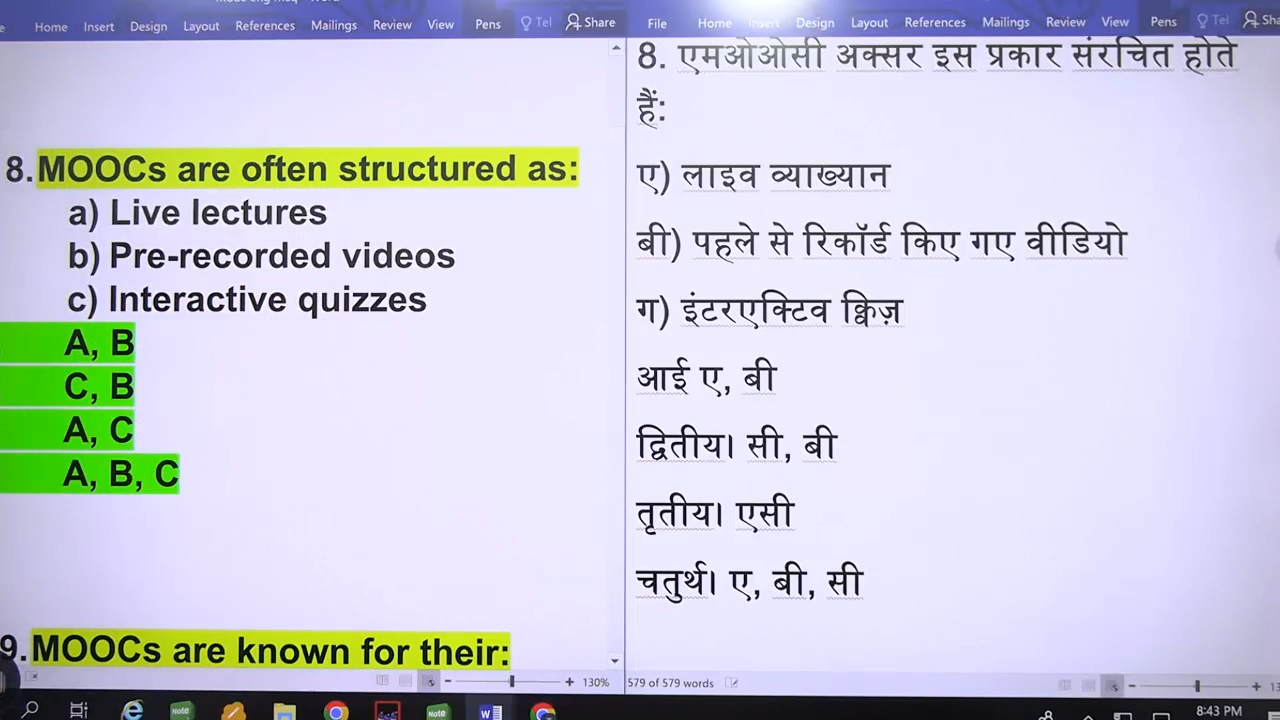 Home Insert Design Layout References Mailings Review View Pens Tel Share
File Home Insert Design Layout References Mailings Review View Pens Tel
8. MOOCs are often structured as:
a) Live lectures
b) Pre-recorded videos
c) Interactive quizzes
A, B
C, B
A, C
A, B, C
9. MOOCs are known for their:
130%
8. एमओओसी अक्सर इस प्रकार संरचित होते
हैं:
ए) लाइव व्याख्यान
बी) पहले से रिकॉर्ड किए गए वीडियो
ग) इंटरएक्टिव क्विज़
आई ए, बी
द्वितीय। सी, बी
तृतीय। एसी
चतुर्थ। ए, बी, सी
579 of 579 words
8:43 PM